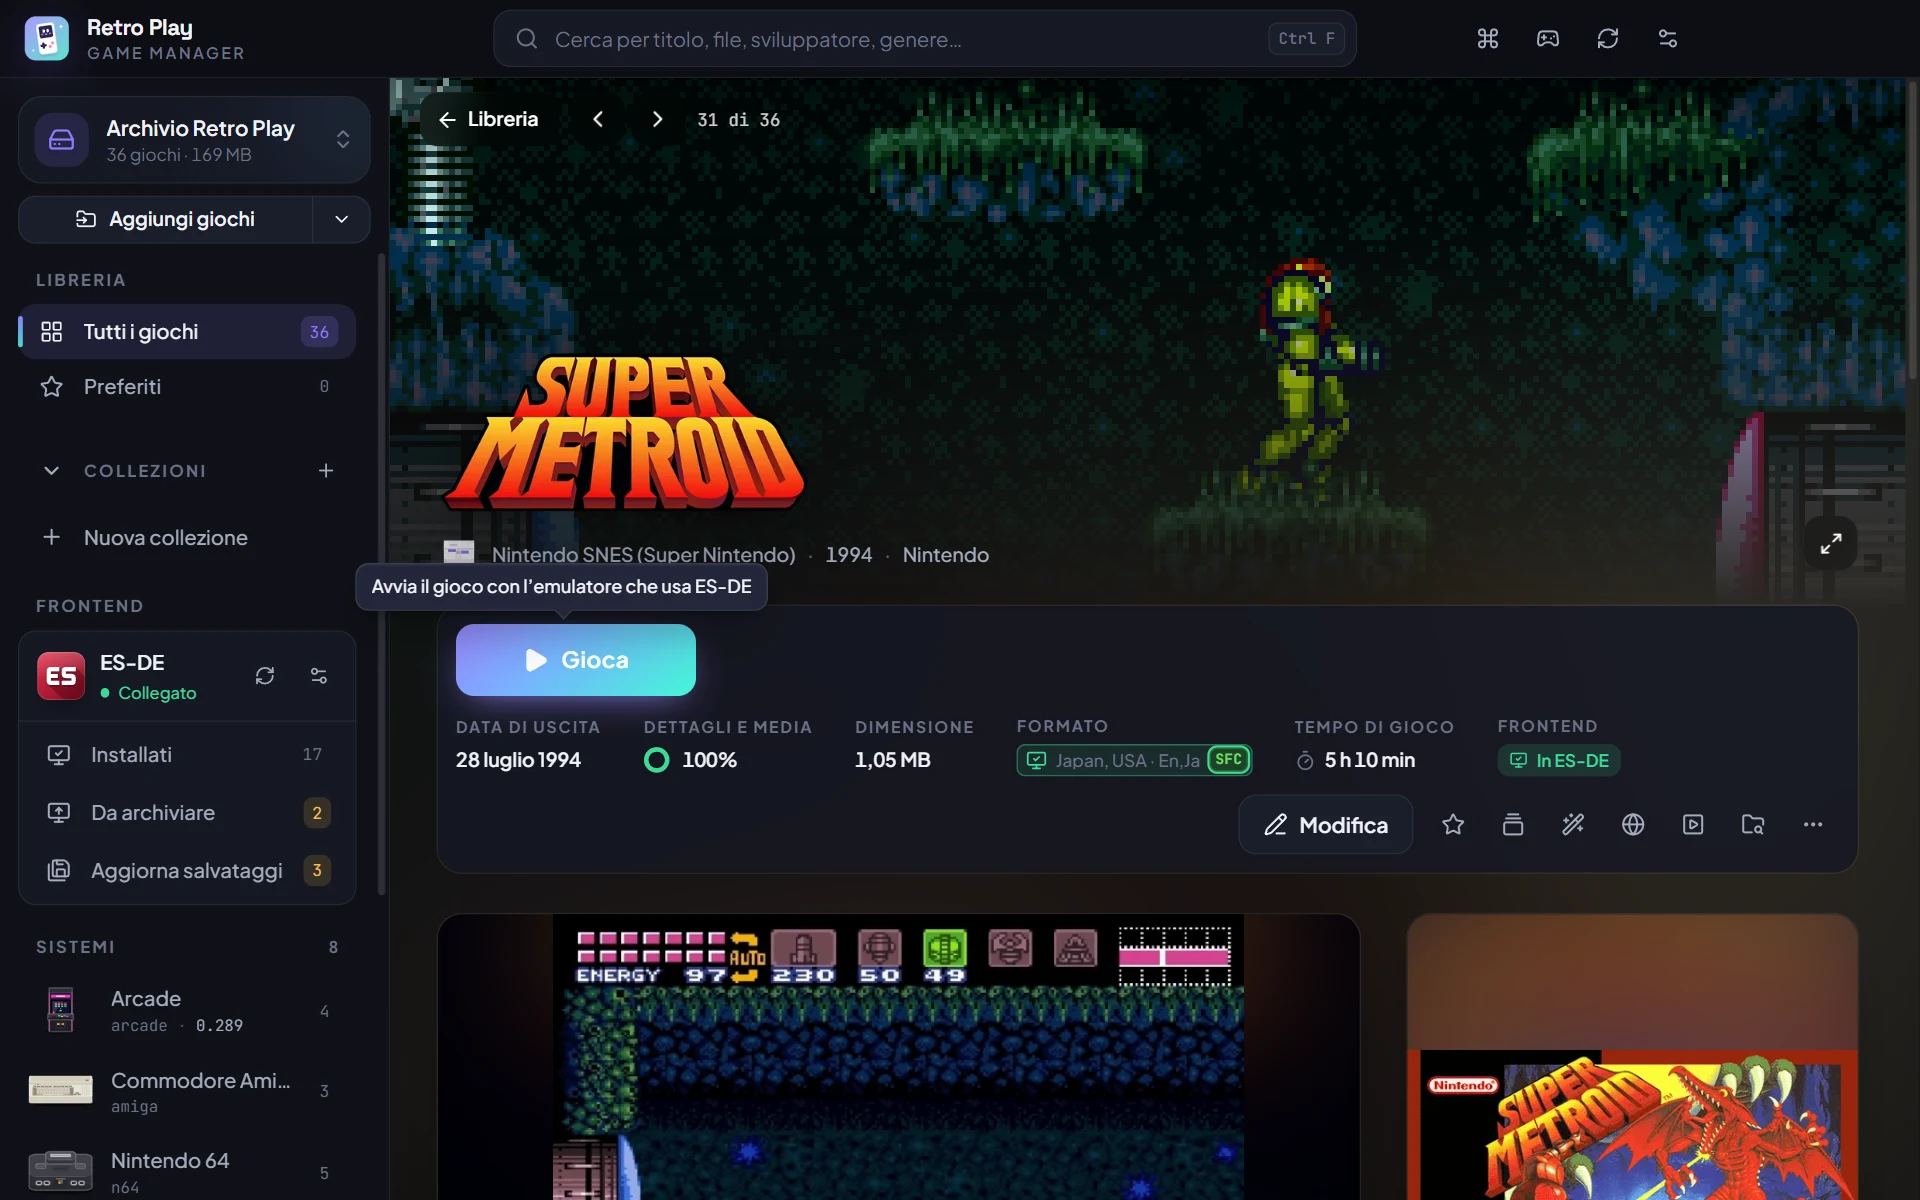 Retro Play
GAME MANAGER
Cerca per titolo, file, sviluppatore, genere...
Ctrl F
Archivio Retro Play
36 giochi · 169 MB
Aggiungi giochi
LIBRERIA
Tutti i giochi
36
Preferiti
0
COLLEZIONI
Nuova collezione
FRONTEND
ES
ES-DE
Collegato
Installati
17
Da archiviare
2
Aggiorna salvataggi
3
SISTEMI
8
Arcade
arcade · 0.289
4
Commodore Ami...
amiga
3
Nintendo 64
n64
5
Libreria
31 di 36
SUPER
METROID
Nintendo SNES (Super Nintendo) · 1994 · Nintendo
Avvia il gioco con l’emulatore che usa ES-DE
Gioca
DATA DI USCITA
28 luglio 1994
DETTAGLI E MEDIA
100%
DIMENSIONE
1,05 MB
FORMATO
Japan, USA · En,Ja
SFC
TEMPO DI GIOCO
5 h 10 min
FRONTEND
In ES-DE
Modifica
AUTO
ENERGY 97
230
50
49
Nintendo
SUPER
METROID
TM